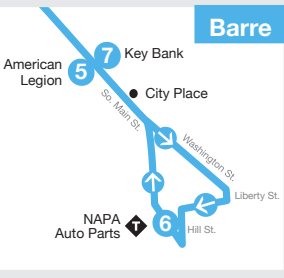 Barre
7 Key Bank
American
Legion
5
City Place
So. Main St.
Washington St.
Liberty St.
NAPA
Auto Parts
T
6
Hill St.